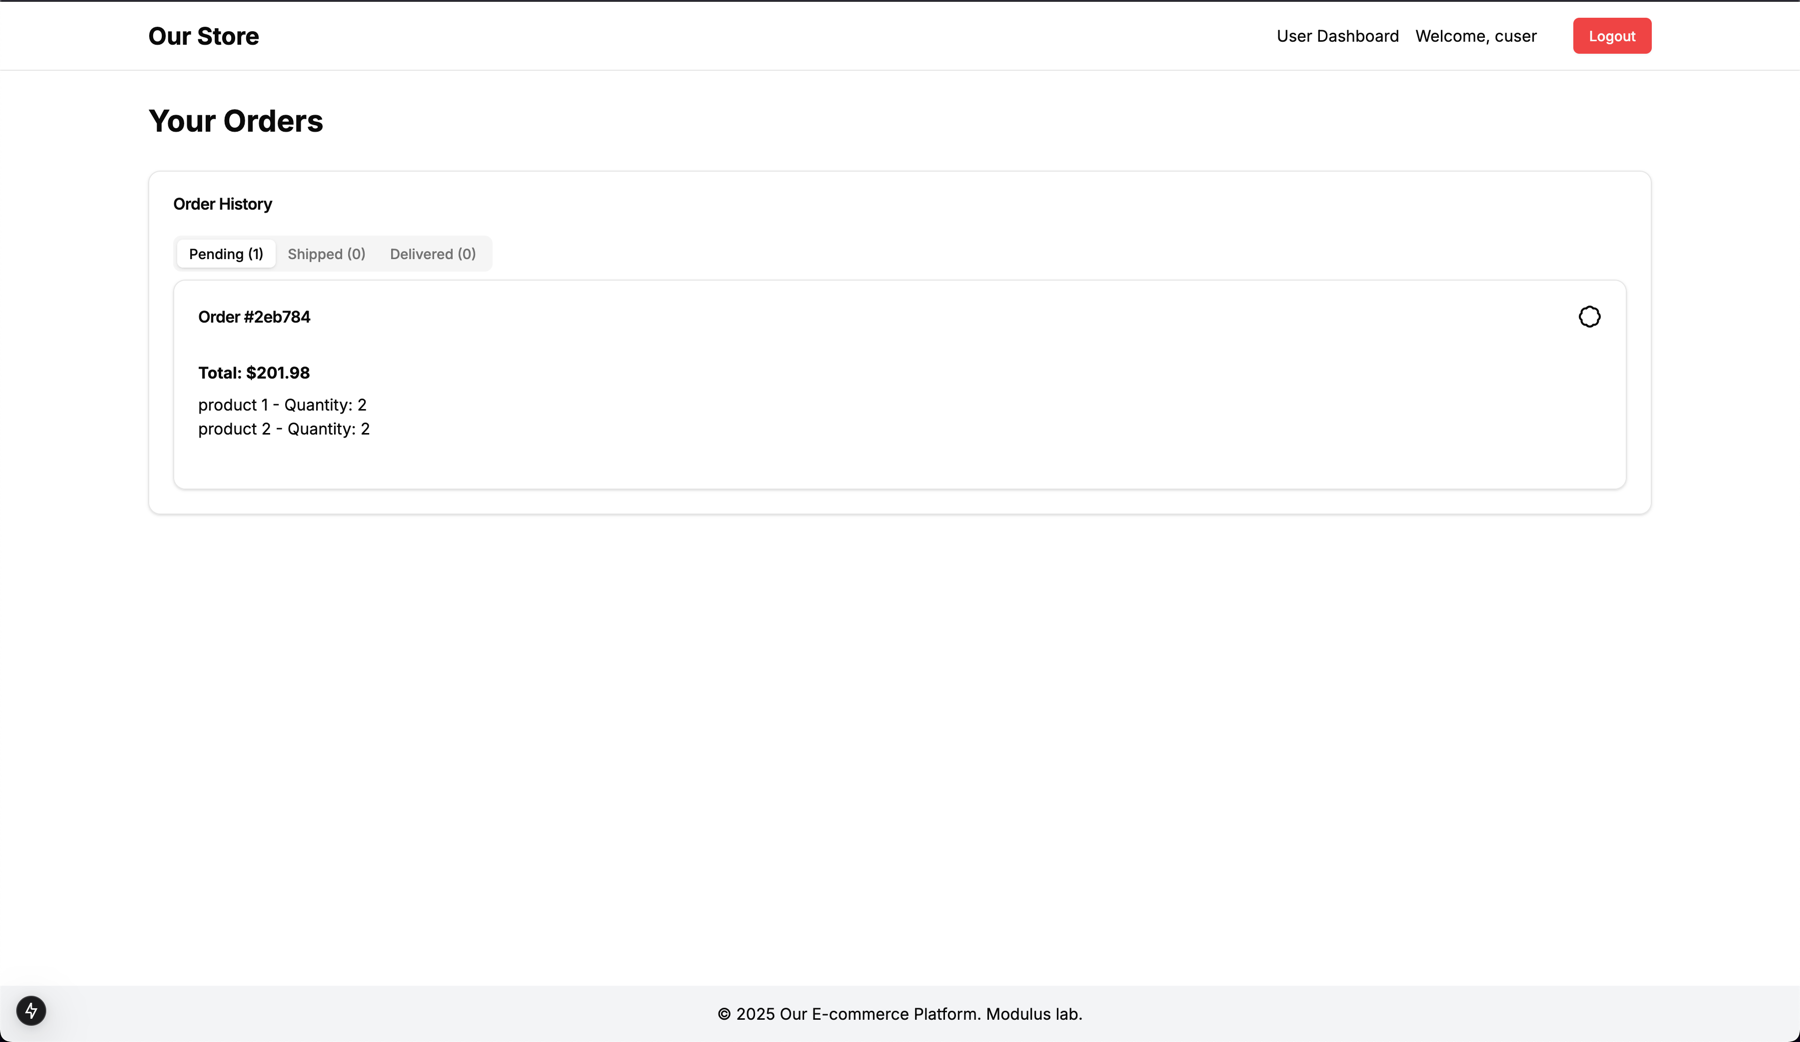 Our Store
User Dashboard Welcome, cuser Logout
Your Orders
Order History
Pending (1) Shipped (0) Delivered (0)
Order #2eb784
Total: $201.98
product 1 - Quantity: 2
product 2 - Quantity: 2
© 2025 Our E-commerce Platform. Modulus lab.